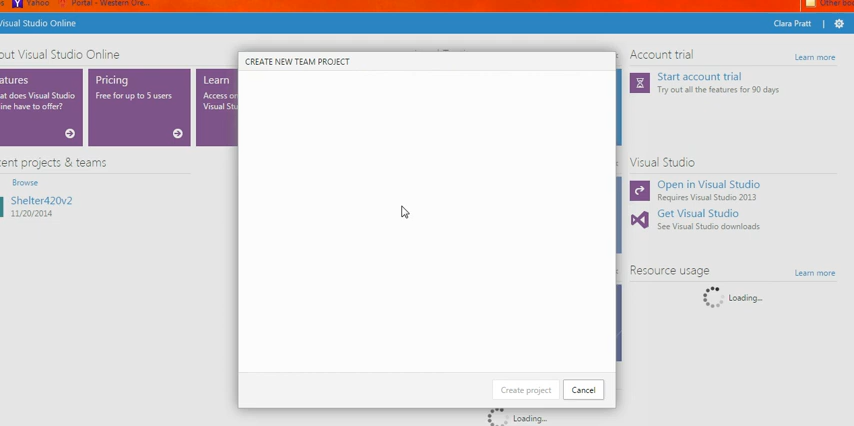 Yahoo
Portal - Western Ore...
Other
Visual Studio Online
Clara Pratt
out Visual Studio Online
CREATE NEW TEAM PROJECT
Account trial
Learn more
atures
Pricing
Learn
Start account trial
Try out all the features for 90 days
at does Visual Studio
ine have to offer?
Free for up to 5 users
Access on
Visual Stu
cent projects & teams
Visual Studio
Browse
Open in Visual Studio
Requires Visual Studio 2013
Shelter420v2
11/20/2014
Get Visual Studio
See Visual Studio downloads
Resource usage
Learn more
Loading...
Create project
Cancel
Loading...